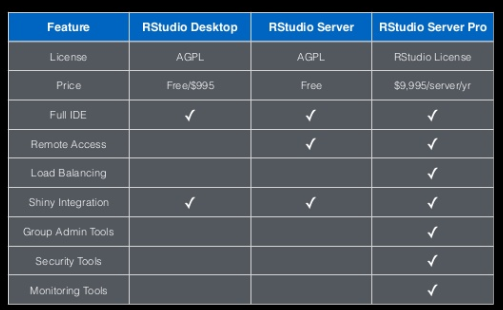 Feature RStudio Desktop RStudio Server RStudio Server Pro
License AGPL AGPL RStudio License
Price Free/$995 Free $9,995/server/yr
Full IDE ✓ ✓ ✓
Remote Access ✓ ✓
Load Balancing ✓
Shiny Integration ✓ ✓ ✓
Group Admin Tools ✓
Security Tools ✓
Monitoring Tools ✓